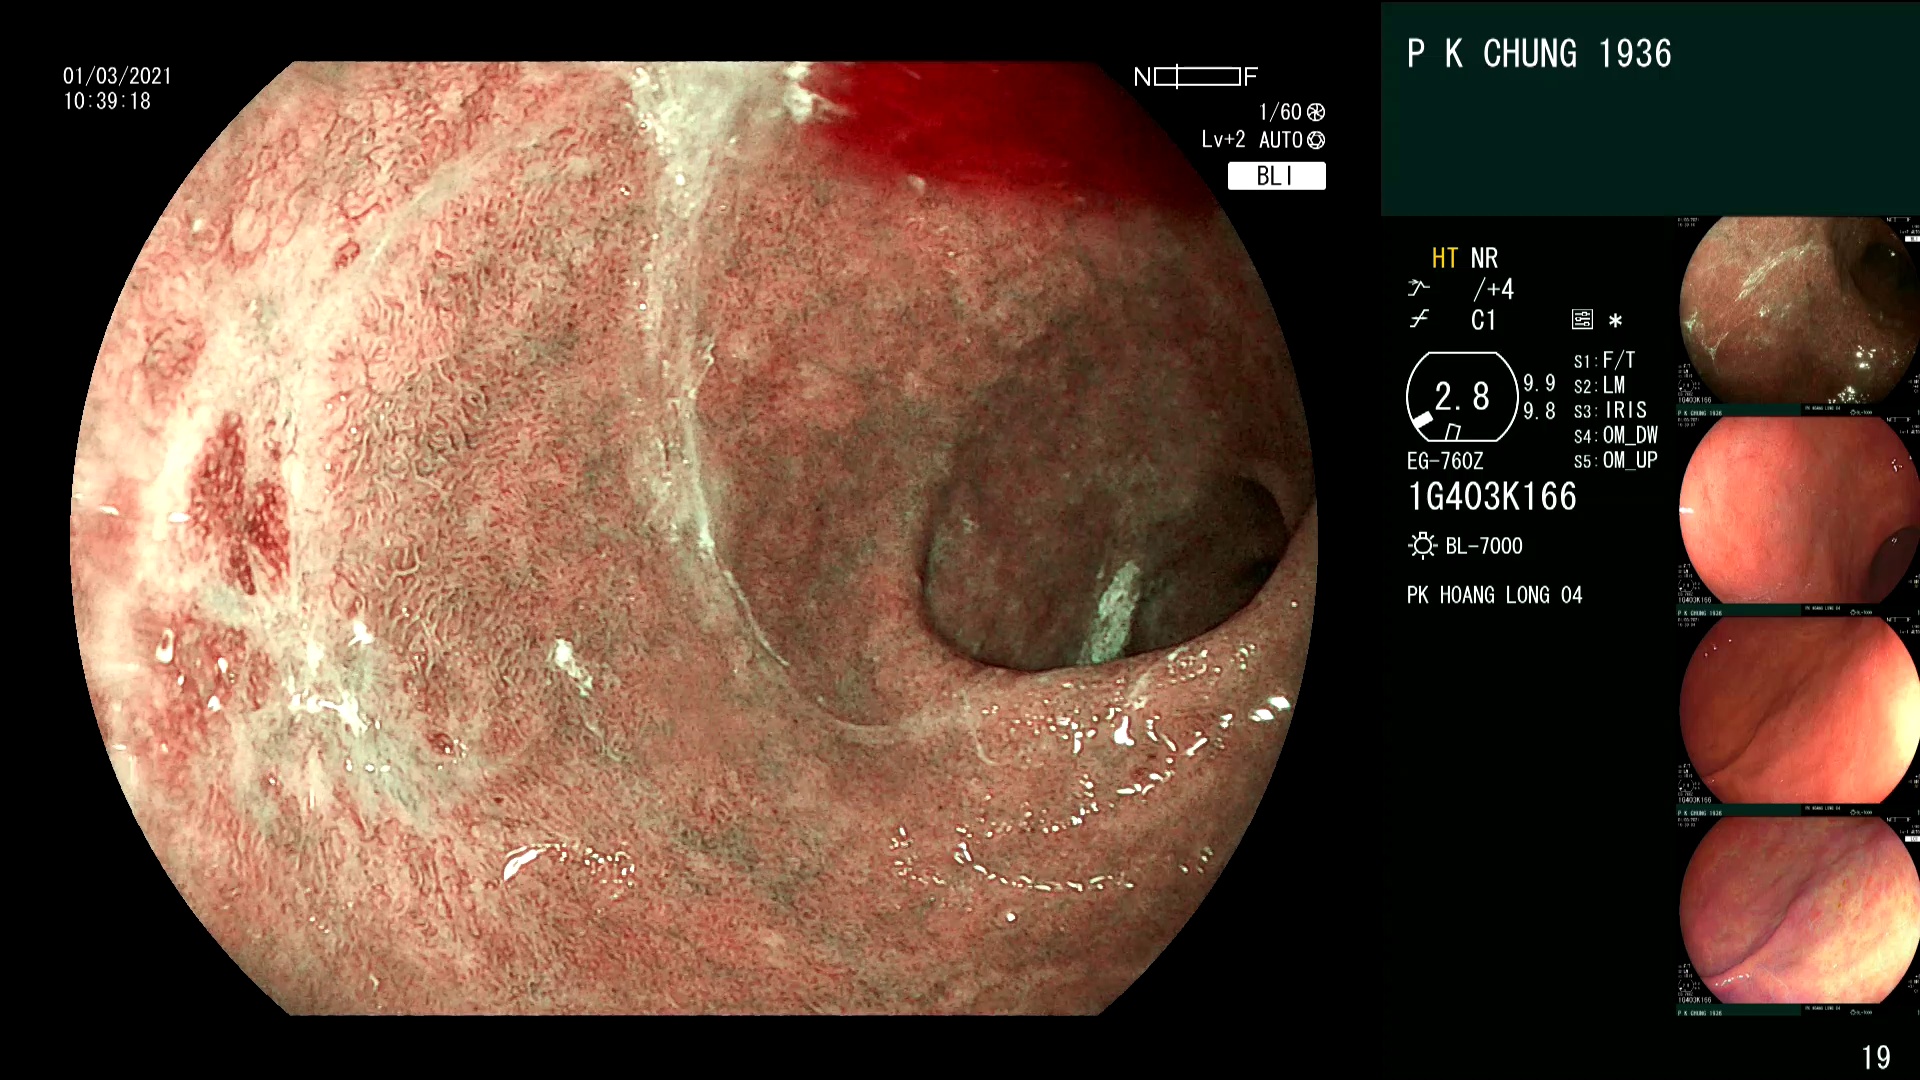 01/03/2021
10:39:18
N F
1/60
Lv+2 AUTO
BLI
P K CHUNG 1936
HT NR
/+4
C1 *
2.8
9.9
9.8
S1:F/T
S2:LM
S3:IRIS
S4:OM_DW
S5:OM_UP
EG-760Z
1G403K166
BL-7000
PK HOANG LONG 04
19